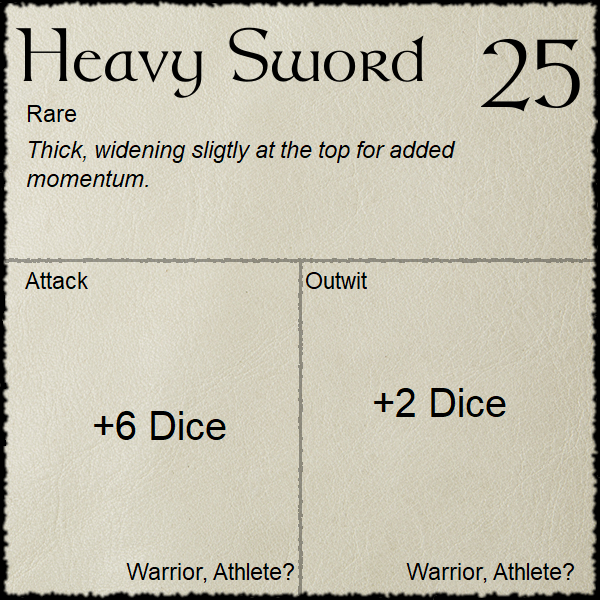 Heavy Sword 25
Rare
Thick, widening sligtly at the top for added
momentum.
Attack
Outwit
+6 Dice
+2 Dice
Warrior, Athlete?
Warrior, Athlete?